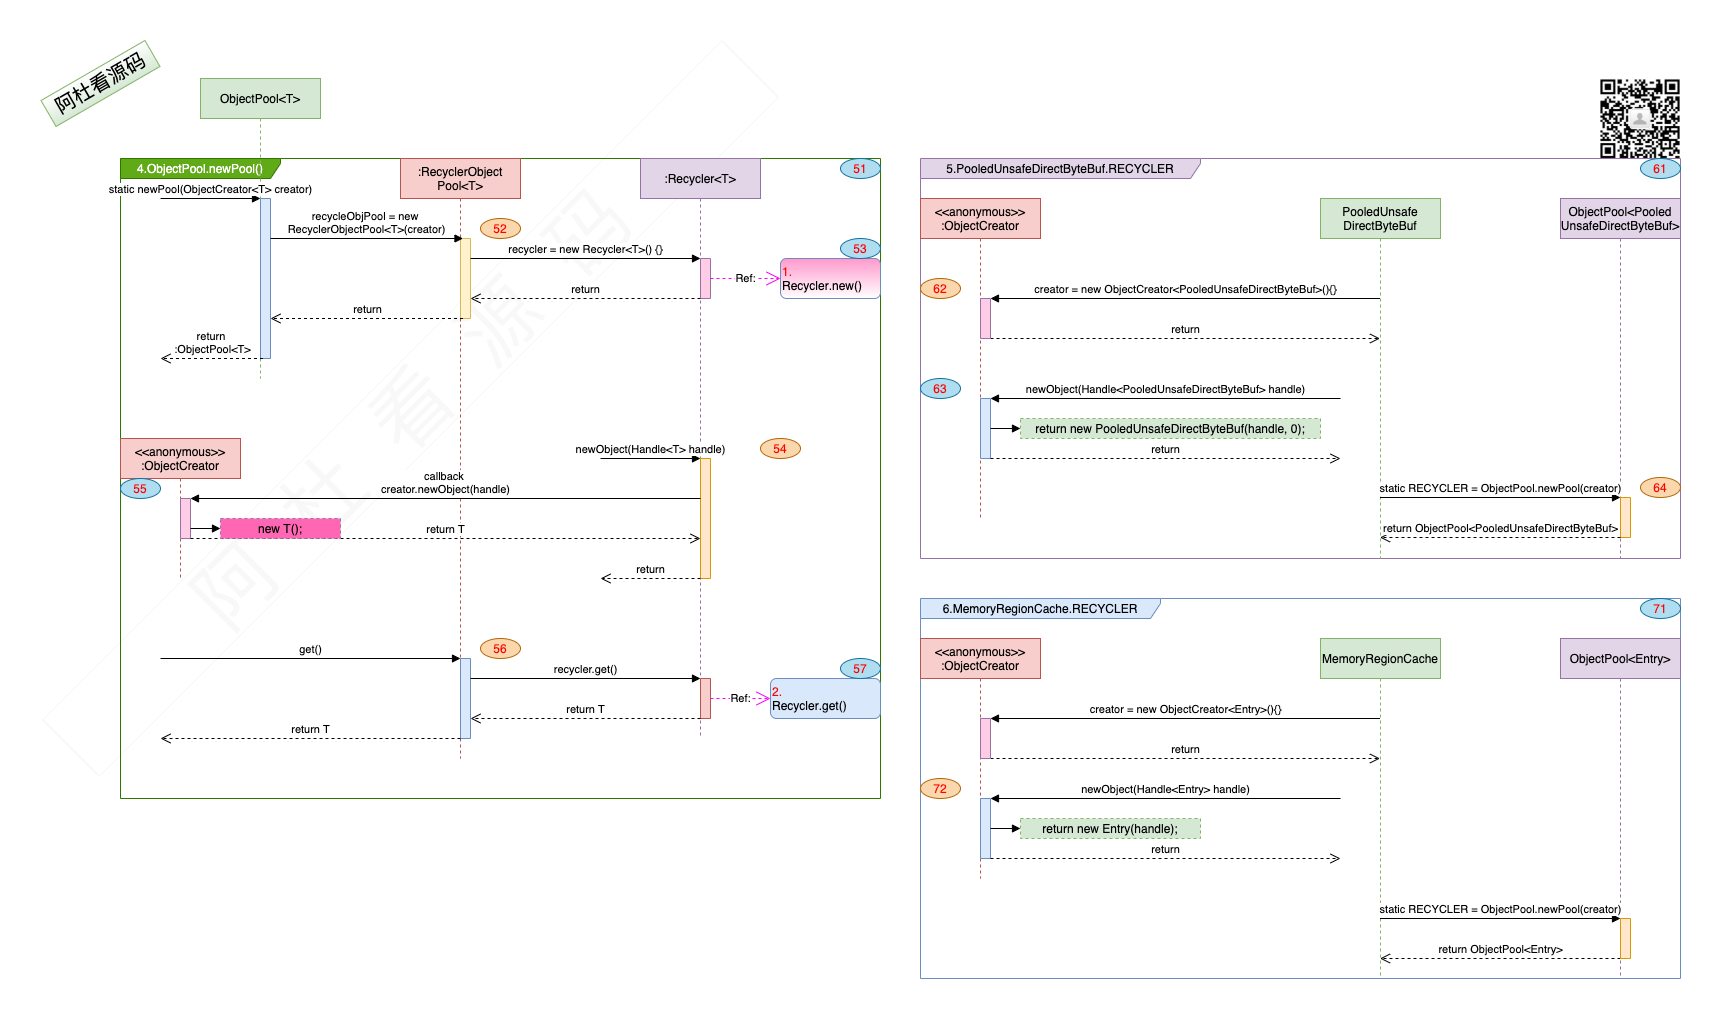 阿杜看源码
ObjectPool<T>
4.ObjectPool.newPool()
:RecyclerObject
Pool<T>
:Recycler<T>
51
static newPool(ObjectCreator<T> creator)
recycleObjPool = new
RecyclerObjectPool<T>(creator)
52
recycler = new Recycler<T>() {}
53
Ref:
1.
Recycler.new()
return
return
return
:ObjectPool<T>
<<anonymous>>
:ObjectCreator
newObject(Handle<T> handle)
54
55
callback
creator.newObject(handle)
new T();
return T
return
get()
56
recycler.get()
57
Ref:
2.
Recycler.get()
return T
return T
阿杜看源码
5.PooledUnsafeDirectByteBuf.RECYCLER
61
<<anonymous>>
:ObjectCreator
PooledUnsafe
DirectByteBuf
ObjectPool<Pooled
UnsafeDirectByteBuf>
62
creator = new ObjectCreator<PooledUnsafeDirectByteBuf>(){}
return
63
newObject(Handle<PooledUnsafeDirectByteBuf> handle)
return new PooledUnsafeDirectByteBuf(handle, 0);
return
static RECYCLER = ObjectPool.newPool(creator)
64
return ObjectPool<PooledUnsafeDirectByteBuf>
6.MemoryRegionCache.RECYCLER
71
<<anonymous>>
:ObjectCreator
MemoryRegionCache
ObjectPool<Entry>
creator = new ObjectCreator<Entry>(){}
return
72
newObject(Handle<Entry> handle)
return new Entry(handle);
return
static RECYCLER = ObjectPool.newPool(creator)
return ObjectPool<Entry>